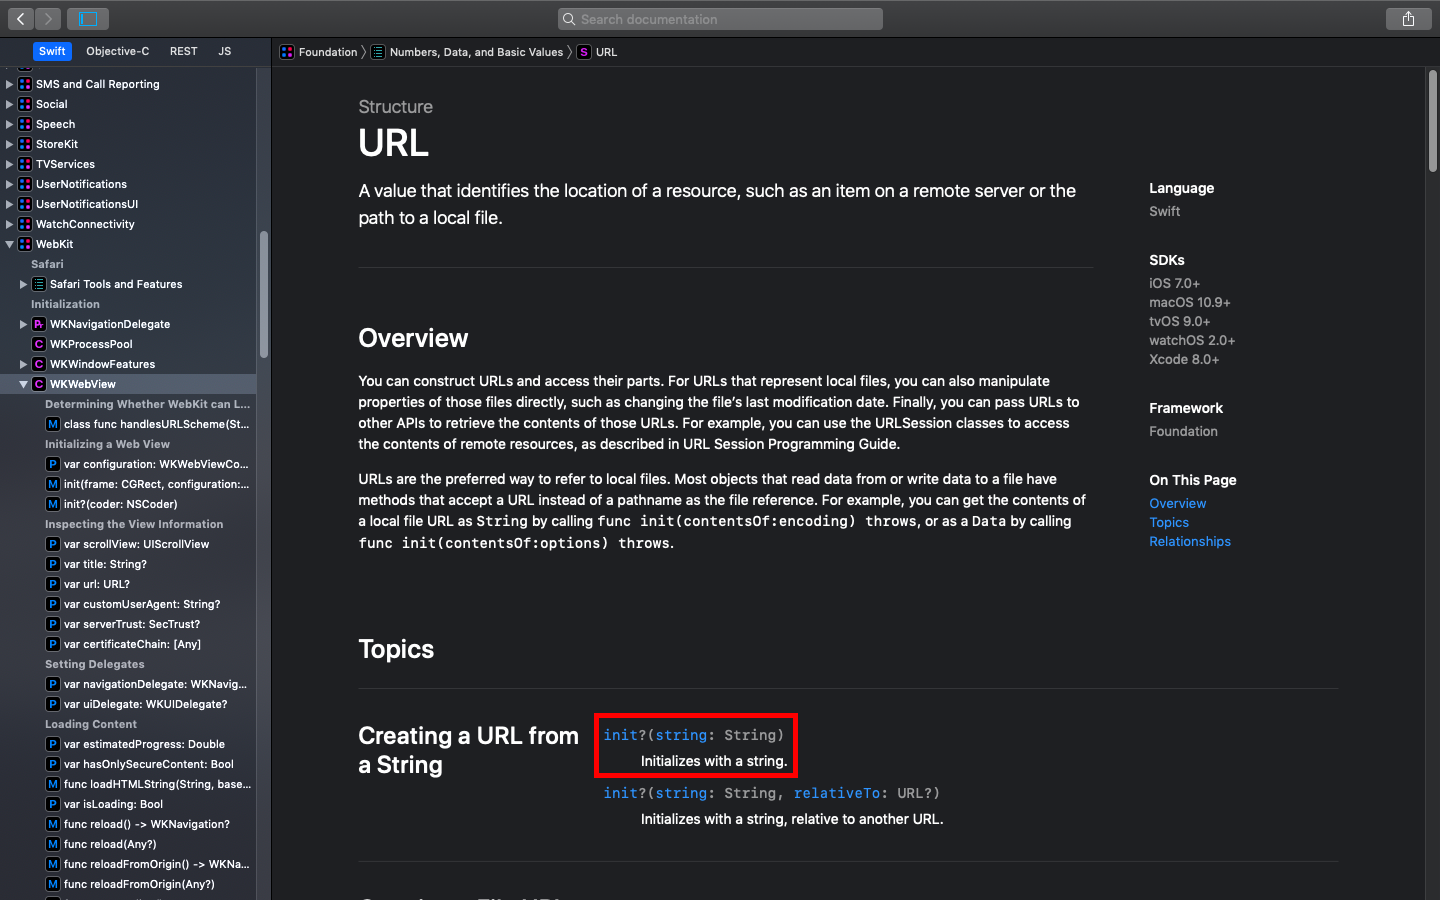 Search documentation
Swift Objective-C REST JS
Foundation Numbers, Data, and Basic Values S URL
SMS and Call Reporting
Social
Speech
StoreKit
TVServices
UserNotifications
UserNotificationsUI
WatchConnectivity
WebKit
Safari
Safari Tools and Features
Initialization
Pr WKNavigationDelegate
C WKProcessPool
C WKWindowFeatures
C WKWebView
Determining Whether WebKit can L...
M class func handlesURLScheme(St...
Initializing a Web View
P var configuration: WKWebViewCo...
M init(frame: CGRect, configuration:...
M init?(coder: NSCoder)
Inspecting the View Information
P var scrollView: UIScrollView
P var title: String?
P var url: URL?
P var customUserAgent: String?
P var serverTrust: SecTrust?
P var certificateChain: [Any]
Setting Delegates
P var navigationDelegate: WKNavig...
P var uiDelegate: WKUIDelegate?
Loading Content
P var estimatedProgress: Double
P var hasOnlySecureContent: Bool
M func loadHTMLString(String, base...
P var isLoading: Bool
M func reload() -> WKNavigation?
M func reload(Any?)
M func reloadFromOrigin() -> WKNa...
M func reloadFromOrigin(Any?)
Structure
URL
A value that identifies the location of a resource, such as an item on a remote server or the
path to a local file.
Overview
You can construct URLs and access their parts. For URLs that represent local files, you can also manipulate
properties of those files directly, such as changing the file’s last modification date. Finally, you can pass URLs to
other APIs to retrieve the contents of those URLs. For example, you can use the URLSession classes to access
the contents of remote resources, as described in URL Session Programming Guide.
URLs are the preferred way to refer to local files. Most objects that read data from or write data to a file have
methods that accept a URL instead of a pathname as the file reference. For example, you can get the contents of
a local file URL as String by calling func init(contentsOf:encoding) throws, or as a Data by calling
func init(contentsOf:options) throws.
Topics
Creating a URL from
a String
init?(string: String)
Initializes with a string.
init?(string: String, relativeTo: URL?)
Initializes with a string, relative to another URL.
Language
Swift
SDKs
iOS 7.0+
macOS 10.9+
tvOS 9.0+
watchOS 2.0+
Xcode 8.0+
Framework
Foundation
On This Page
Overview
Topics
Relationships